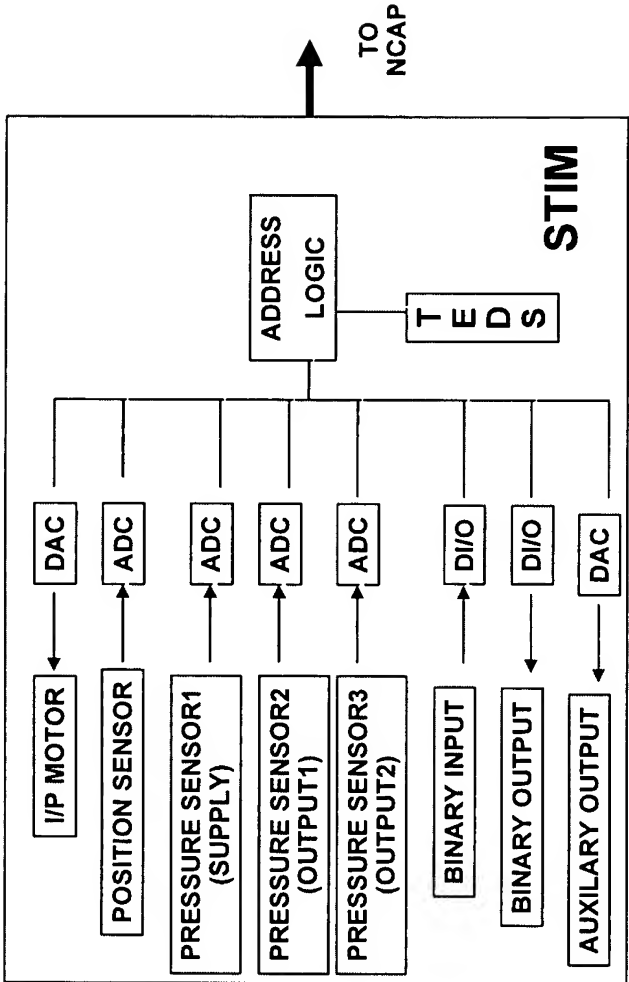 I/P MOTOR
DAC
POSITION SENSOR
ADC
PRESSURE SENSOR1
(SUPPLY)
ADC
PRESSURE SENSOR2
(OUTPUT1)
ADC
PRESSURE SENSOR3
(OUTPUT2)
ADC
BINARY INPUT
DI/O
BINARY OUTPUT
DI/O
AUXILARY OUTPUT
DAC
ADDRESS
LOGIC
TEDS
STIM
TO
NCAP